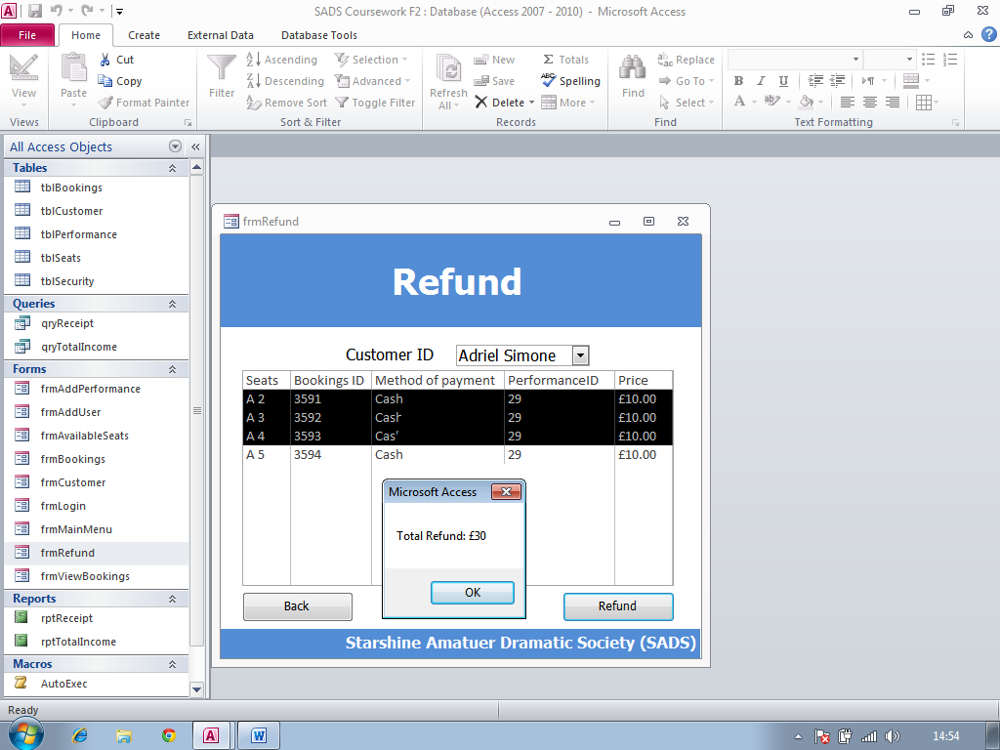 SADS Coursework F2 : Database (Access 2007 - 2010) - Microsoft Access
File Home Create External Data Database Tools
View
Views
Paste
Cut
Copy
Format Painter
Clipboard
Filter
Ascending
Descending
Remove Sort
Selection
Advanced
Toggle Filter
Sort & Filter
Refresh All
New
Save
Delete
Totals
Spelling
More
Records
Find
Replace
Go To
Select
Find
B I U
A
Text Formatting
All Access Objects
Tables
tblBookings
tblCustomer
tblPerformance
tblSeats
tblSecurity
Queries
qryReceipt
qryTotalIncome
Forms
frmAddPerformance
frmAddUser
frmAvailableSeats
frmBookings
frmCustomer
frmLogin
frmMainMenu
frmRefund
frmViewBookings
Reports
rptReceipt
rptTotalIncome
Macros
AutoExec
frmRefund
Refund
Customer ID Adriel Simone
Seats Bookings ID Method of payment PerformanceID Price
A 2 3591 Cash 29 £10.00
A 3 3592 Cash 29 £10.00
A 4 3593 29 £10.00
A 5 3594 Cash 29 £10.00
Microsoft Access
Total Refund: £30
OK
Back
Refund
Starshine Amatuer Dramatic Society (SADS)
Ready
14:54